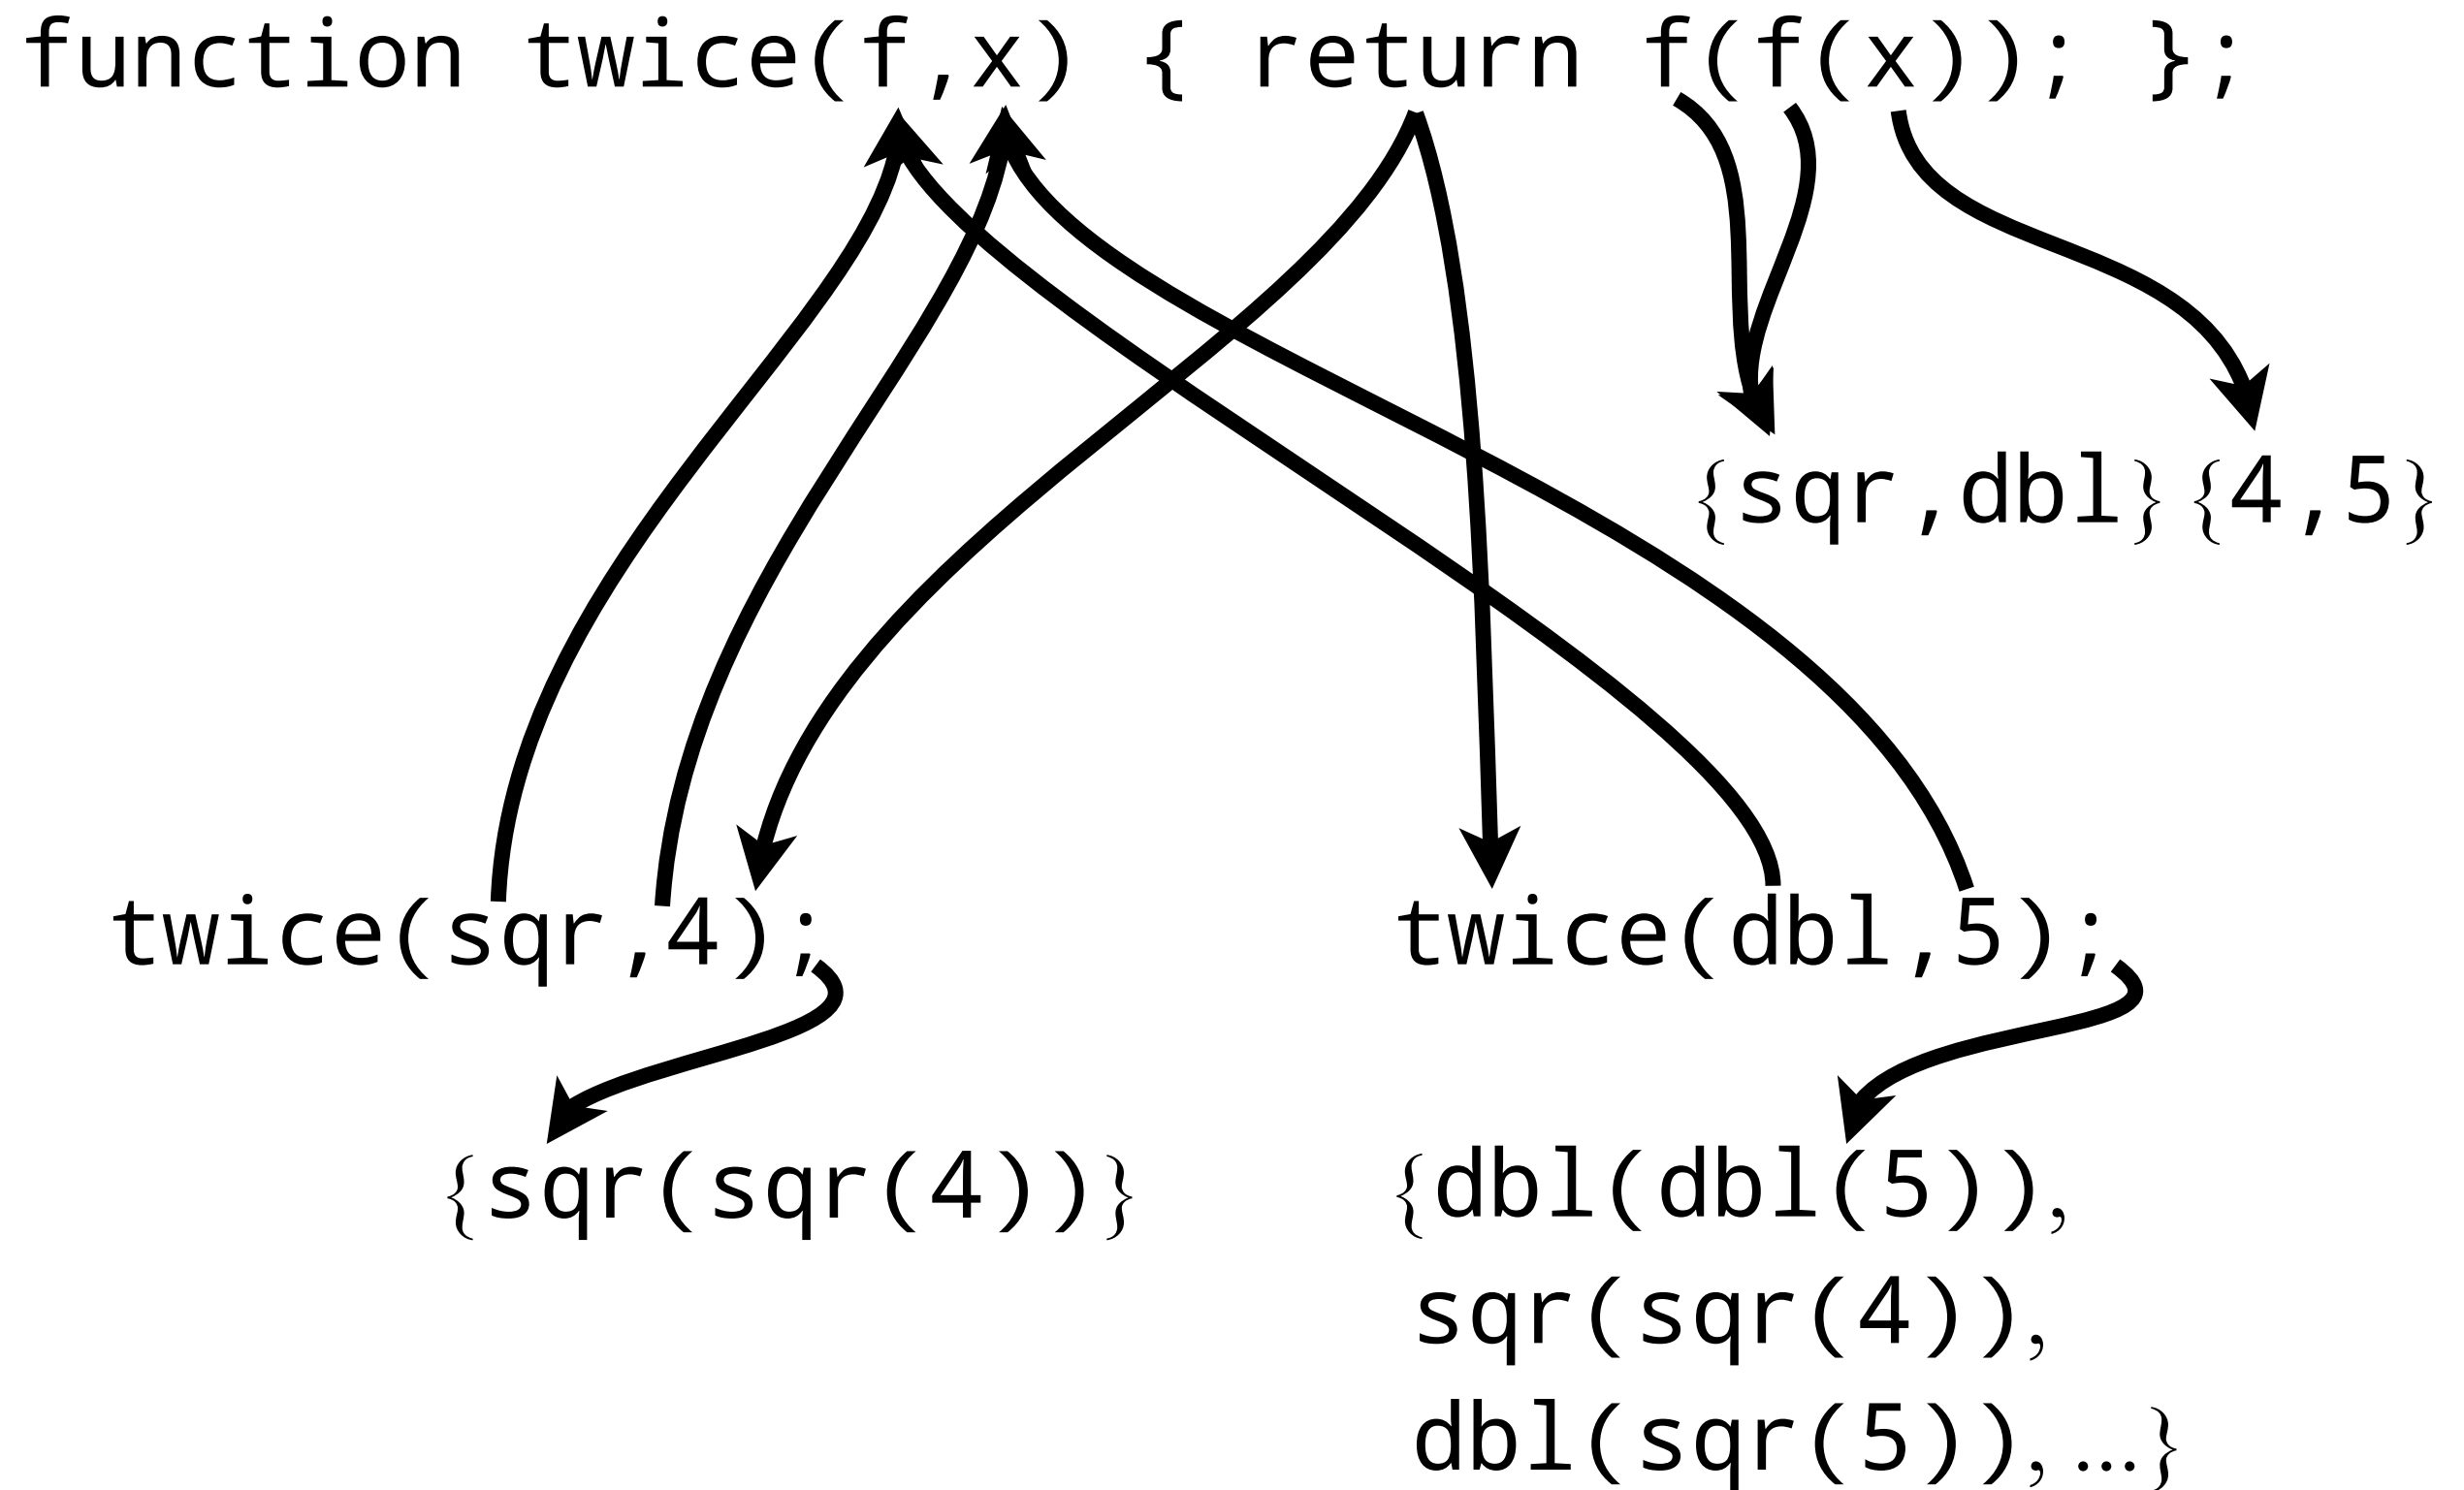 function twice(f,x) { return f(f(x)); };
{sqr,dbl}{4,5}
twice(sqr,4);
twice(dbl,5);
{sqr(sqr(4))}
{dbl(dbl(5)),
sqr(sqr(4)),
dbl(sqr(5)),...}